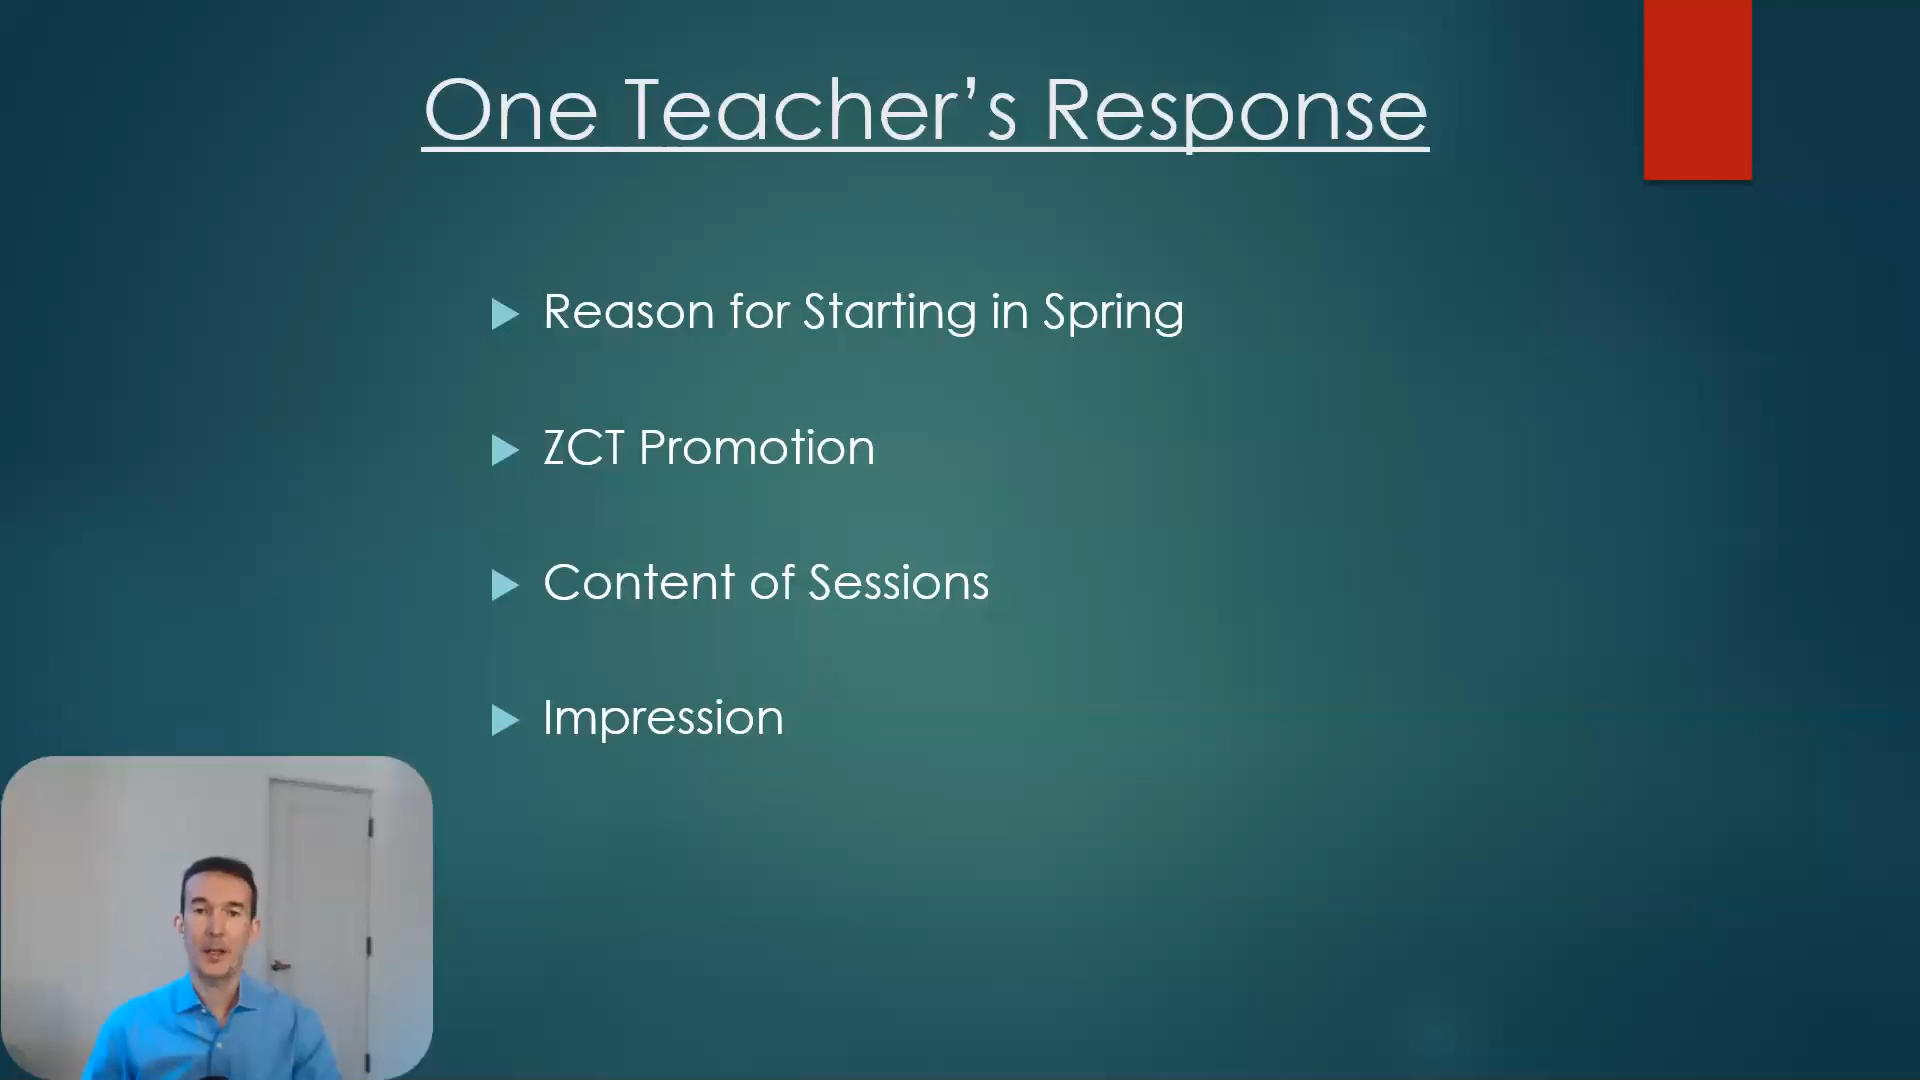 One Teacher’s Response
Reason for Starting in Spring
ZCT Promotion
Content of Sessions
Impression